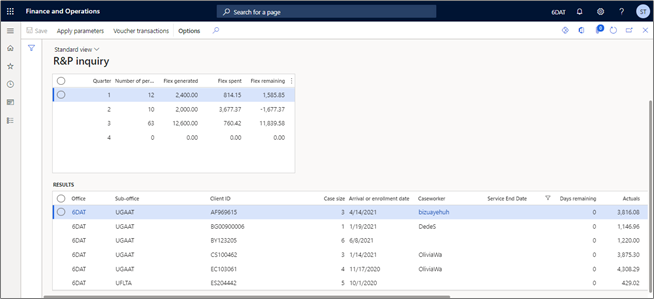 Finance and Operations
Search for a page
6DAT
ST
Save Apply parameters Voucher transactions Options
0
Standard view
R&P inquiry
Quarter Number of per... Flex generated Flex spent Flex remaining
1 12 2,400.00 814.15 1,585.85
2 10 2,000.00 3,677.37 -1,677.37
3 63 12,600.00 760.42 11,839.58
4 0 0.00 0.00 0.00
RESULTS
Office Sub-office Client ID Case size Arrival or enrollment date Caseworker Service End Date Days remaining Actuals
6DAT UGAAT AF969615 3 4/14/2021 bizuayehuh 0 3,816.08
6DAT UGAAT BG00900006 1 1/19/2021 DedeS 0 1,146.96
6DAT UGAAT BY123205 6 6/8/2021 0 1,220.00
6DAT UGAAT CS100462 3 1/14/2021 OliviaWa 0 3,875.30
6DAT UGAAT EC103061 4 11/17/2020 OliviaWa 0 4,308.29
6DAT UFLTA ES204442 5 10/1/2020 0 429.02